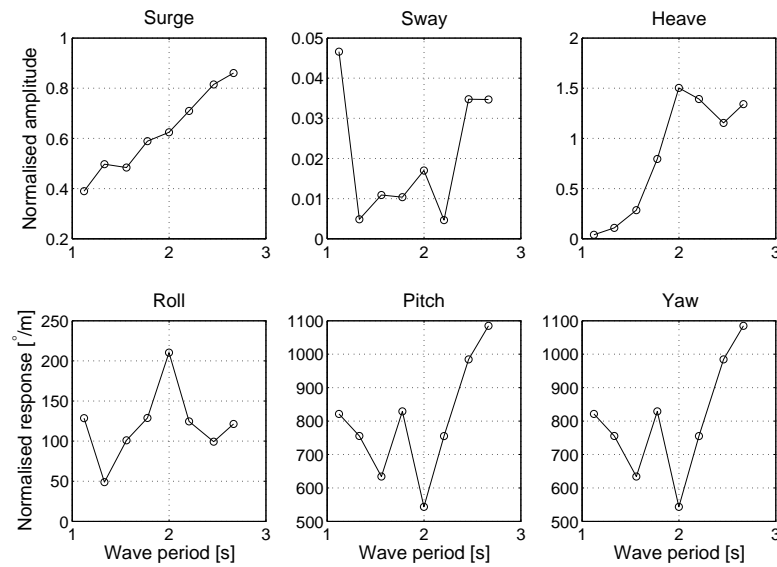 Surge Sway Heave
Normalised amplitude
1
0.8
0.6
0.4
0.2
1 2 3
0.05
0.04
0.03
0.02
0.01
0
1 2 3
2
1.5
1
0.5
0
1 2 3
Roll Pitch Yaw
Normalised response [°/m]
250
200
150
100
50
0
1 2 3
Wave period [s]
1100
1000
900
800
700
600
500
1 2 3
Wave period [s]
1100
1000
900
800
700
600
500
1 2 3
Wave period [s]